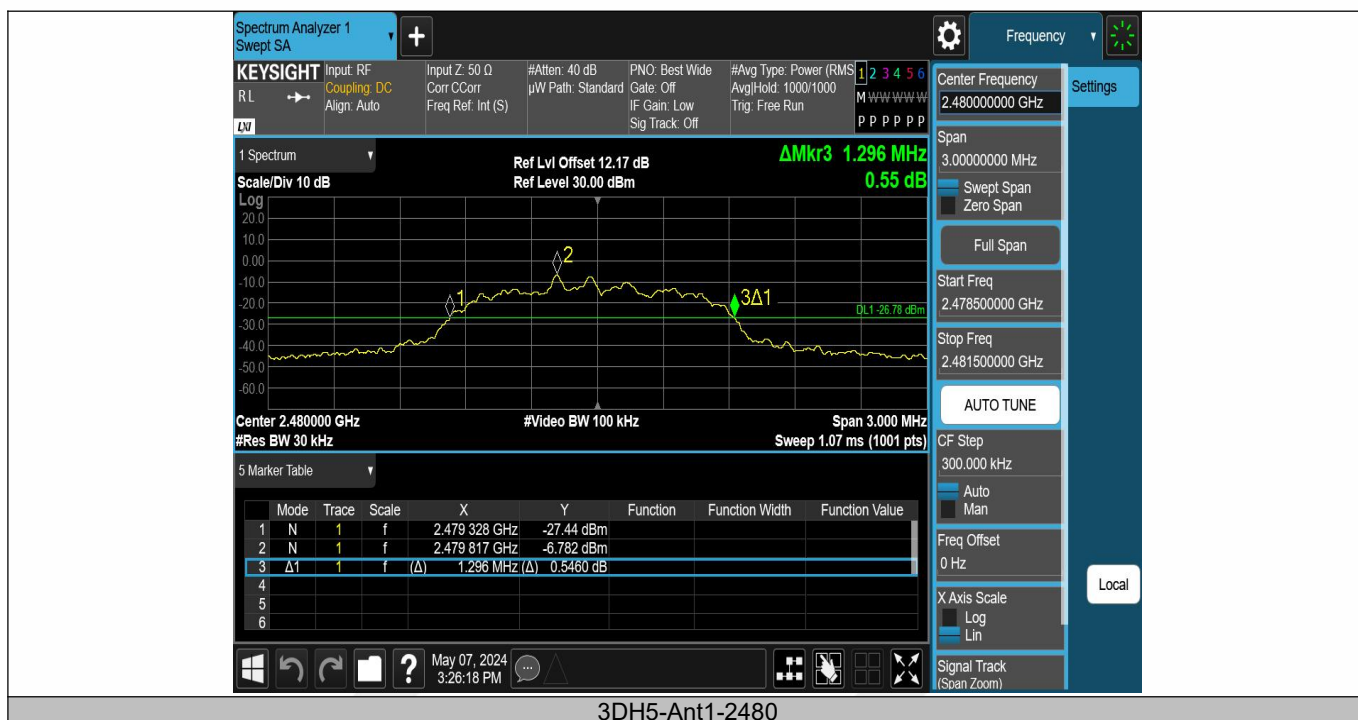 Spectrum Analyzer 1
Swept SA
+
Frequency
KEYSIGHT Input: RF Input Z: 50 Ω #Atten: 40 dB PNO: Best Wide #Avg Type: Power (RMS 1 2 3 4 5 6
RL Coupling: DC Corr CCorr µW Path: Standard Gate: Off Avg|Hold: 1000/1000 M W W W W W
Align: Auto Freq Ref: Int (S) IF Gain: Low Trig: Free Run
LXI Sig Track: Off P P P P P P
1 Spectrum Ref Lvl Offset 12.17 dB ΔMkr3 1.296 MHz
Scale/Div 10 dB Ref Level 30.00 dBm 0.55 dB
Log
20.0
10.0
0.00
-10.0
-20.0
-30.0
-40.0
-50.0
-60.0
2
1
3Δ1
DL1 -26.78 dBm
Center 2.480000 GHz #Video BW 100 kHz Span 3.000 MHz
#Res BW 30 kHz Sweep 1.07 ms (1001 pts)
5 Marker Table
Mode Trace Scale X Y Function Function Width Function Value
1 N 1 f 2.479 328 GHz -27.44 dBm
2 N 1 f 2.479 817 GHz -6.782 dBm
3 Δ1 1 f (Δ) 1.296 MHz (Δ) 0.5460 dB
4
5
6
? May 07, 2024
3:26:18 PM
Center Frequency
2.480000000 GHz
Settings
Span
3.00000000 MHz
Swept Span
Zero Span
Full Span
Start Freq
2.478500000 GHz
Stop Freq
2.481500000 GHz
AUTO TUNE
CF Step
300.000 kHz
Auto
Man
Freq Offset
0 Hz
Local
X Axis Scale
Log
Lin
Signal Track
(Span Zoom)
3DH5-Ant1-2480